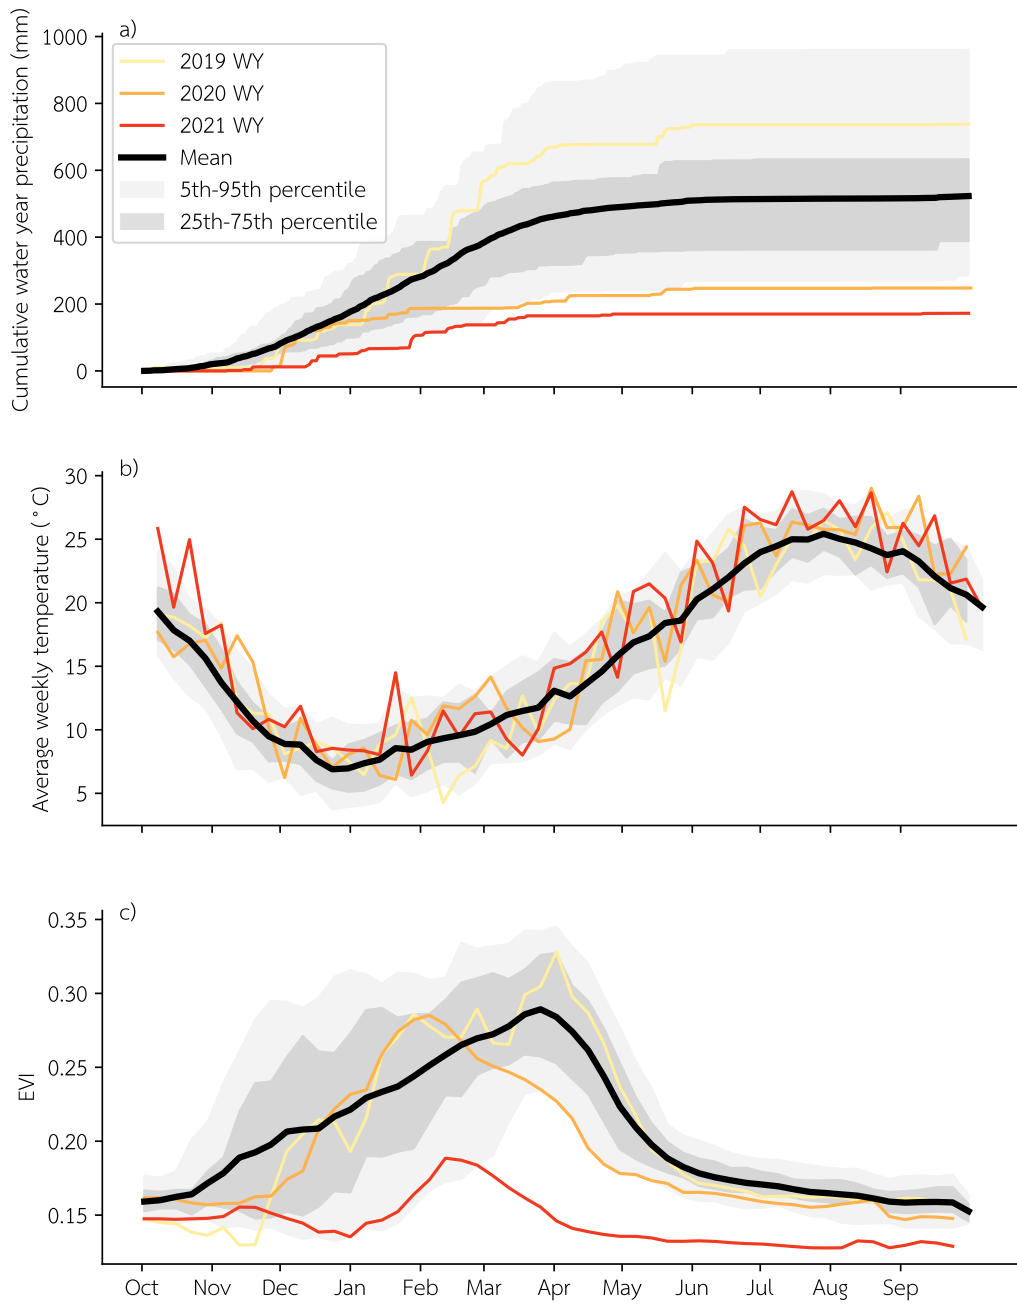 a)
Cumulative water year precipitation (mm)
1000
800
600
400
200
0
2019 WY
2020 WY
2021 WY
Mean
5th-95th percentile
25th-75th percentile
b)
Average weekly temperature (°C)
30
25
20
15
10
5
c)
EVI
0.35
0.30
0.25
0.20
0.15
Oct Nov Dec Jan Feb Mar Apr May Jun Jul Aug Sep